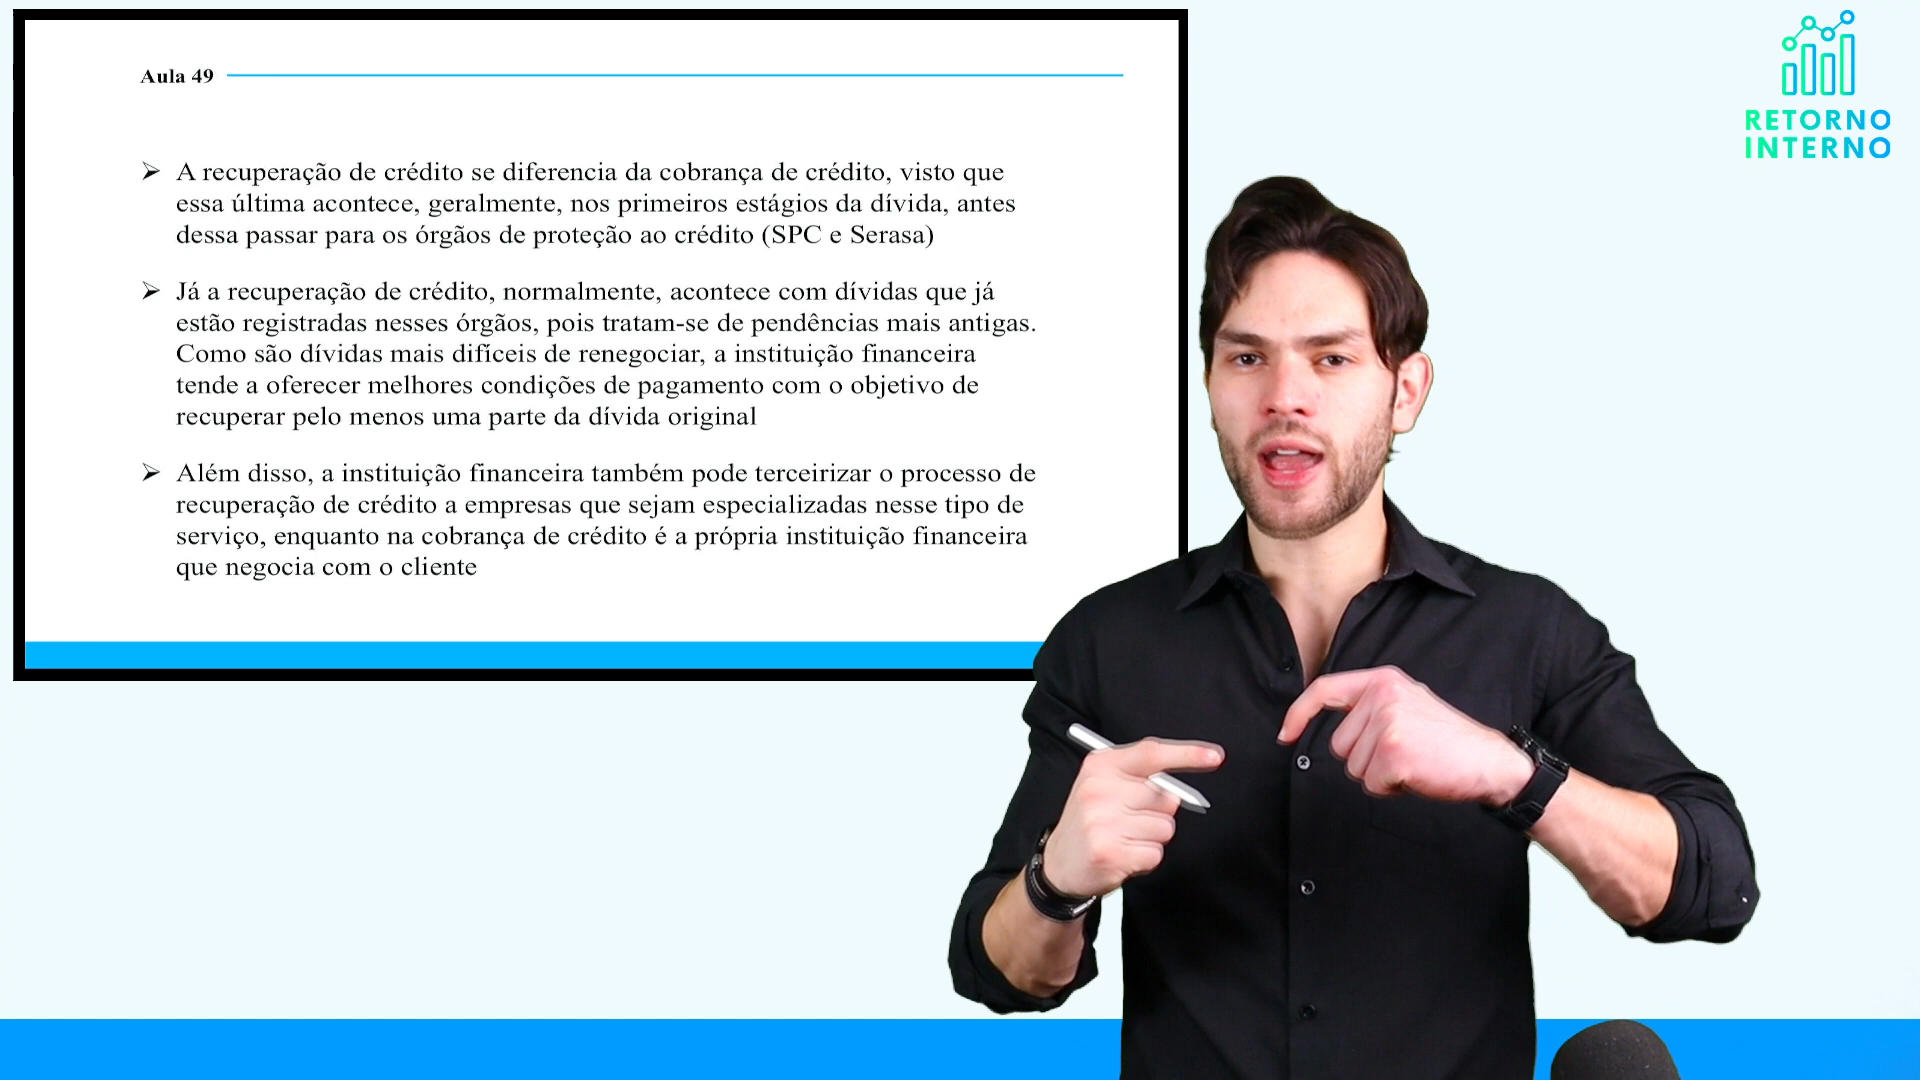 Aula 49
A recuperação de crédito se diferencia da cobrança de crédito, visto que
essa última acontece, geralmente, nos primeiros estágios da dívida, antes
dessa passar para os órgãos de proteção ao crédito (SPC e Serasa)
Já a recuperação de crédito, normalmente, acontece com dívidas que já
estão registradas nesses órgãos, pois tratam-se de pendências mais antigas.
Como são dívidas mais difíceis de renegociar, a instituição financeira
tende a oferecer melhores condições de pagamento com o objetivo de
recuperar pelo menos uma parte da dívida original
Além disso, a instituição financeira também pode terceirizar o processo de
recuperação de crédito a empresas que sejam especializadas nesse tipo de
serviço, enquanto na cobrança de crédito é a própria instituição financeira
que negocia com o cliente
RETORNO
INTERNO